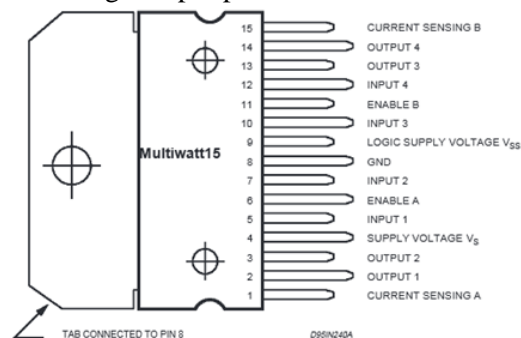 15 CURRENT SENSING B
14 OUTPUT 4
13 OUTPUT 3
12 INPUT 4
11 ENABLE B
10 INPUT 3
9 LOGIC SUPPLY VOLTAGE VSS
Multiwatt15
8 GND
7 INPUT 2
6 ENABLE A
5 INPUT 1
4 SUPPLY VOLTAGE VS
3 OUTPUT 2
2 OUTPUT 1
1 CURRENT SENSING A
TAB CONNECTED TO PIN 8
D95IN240A